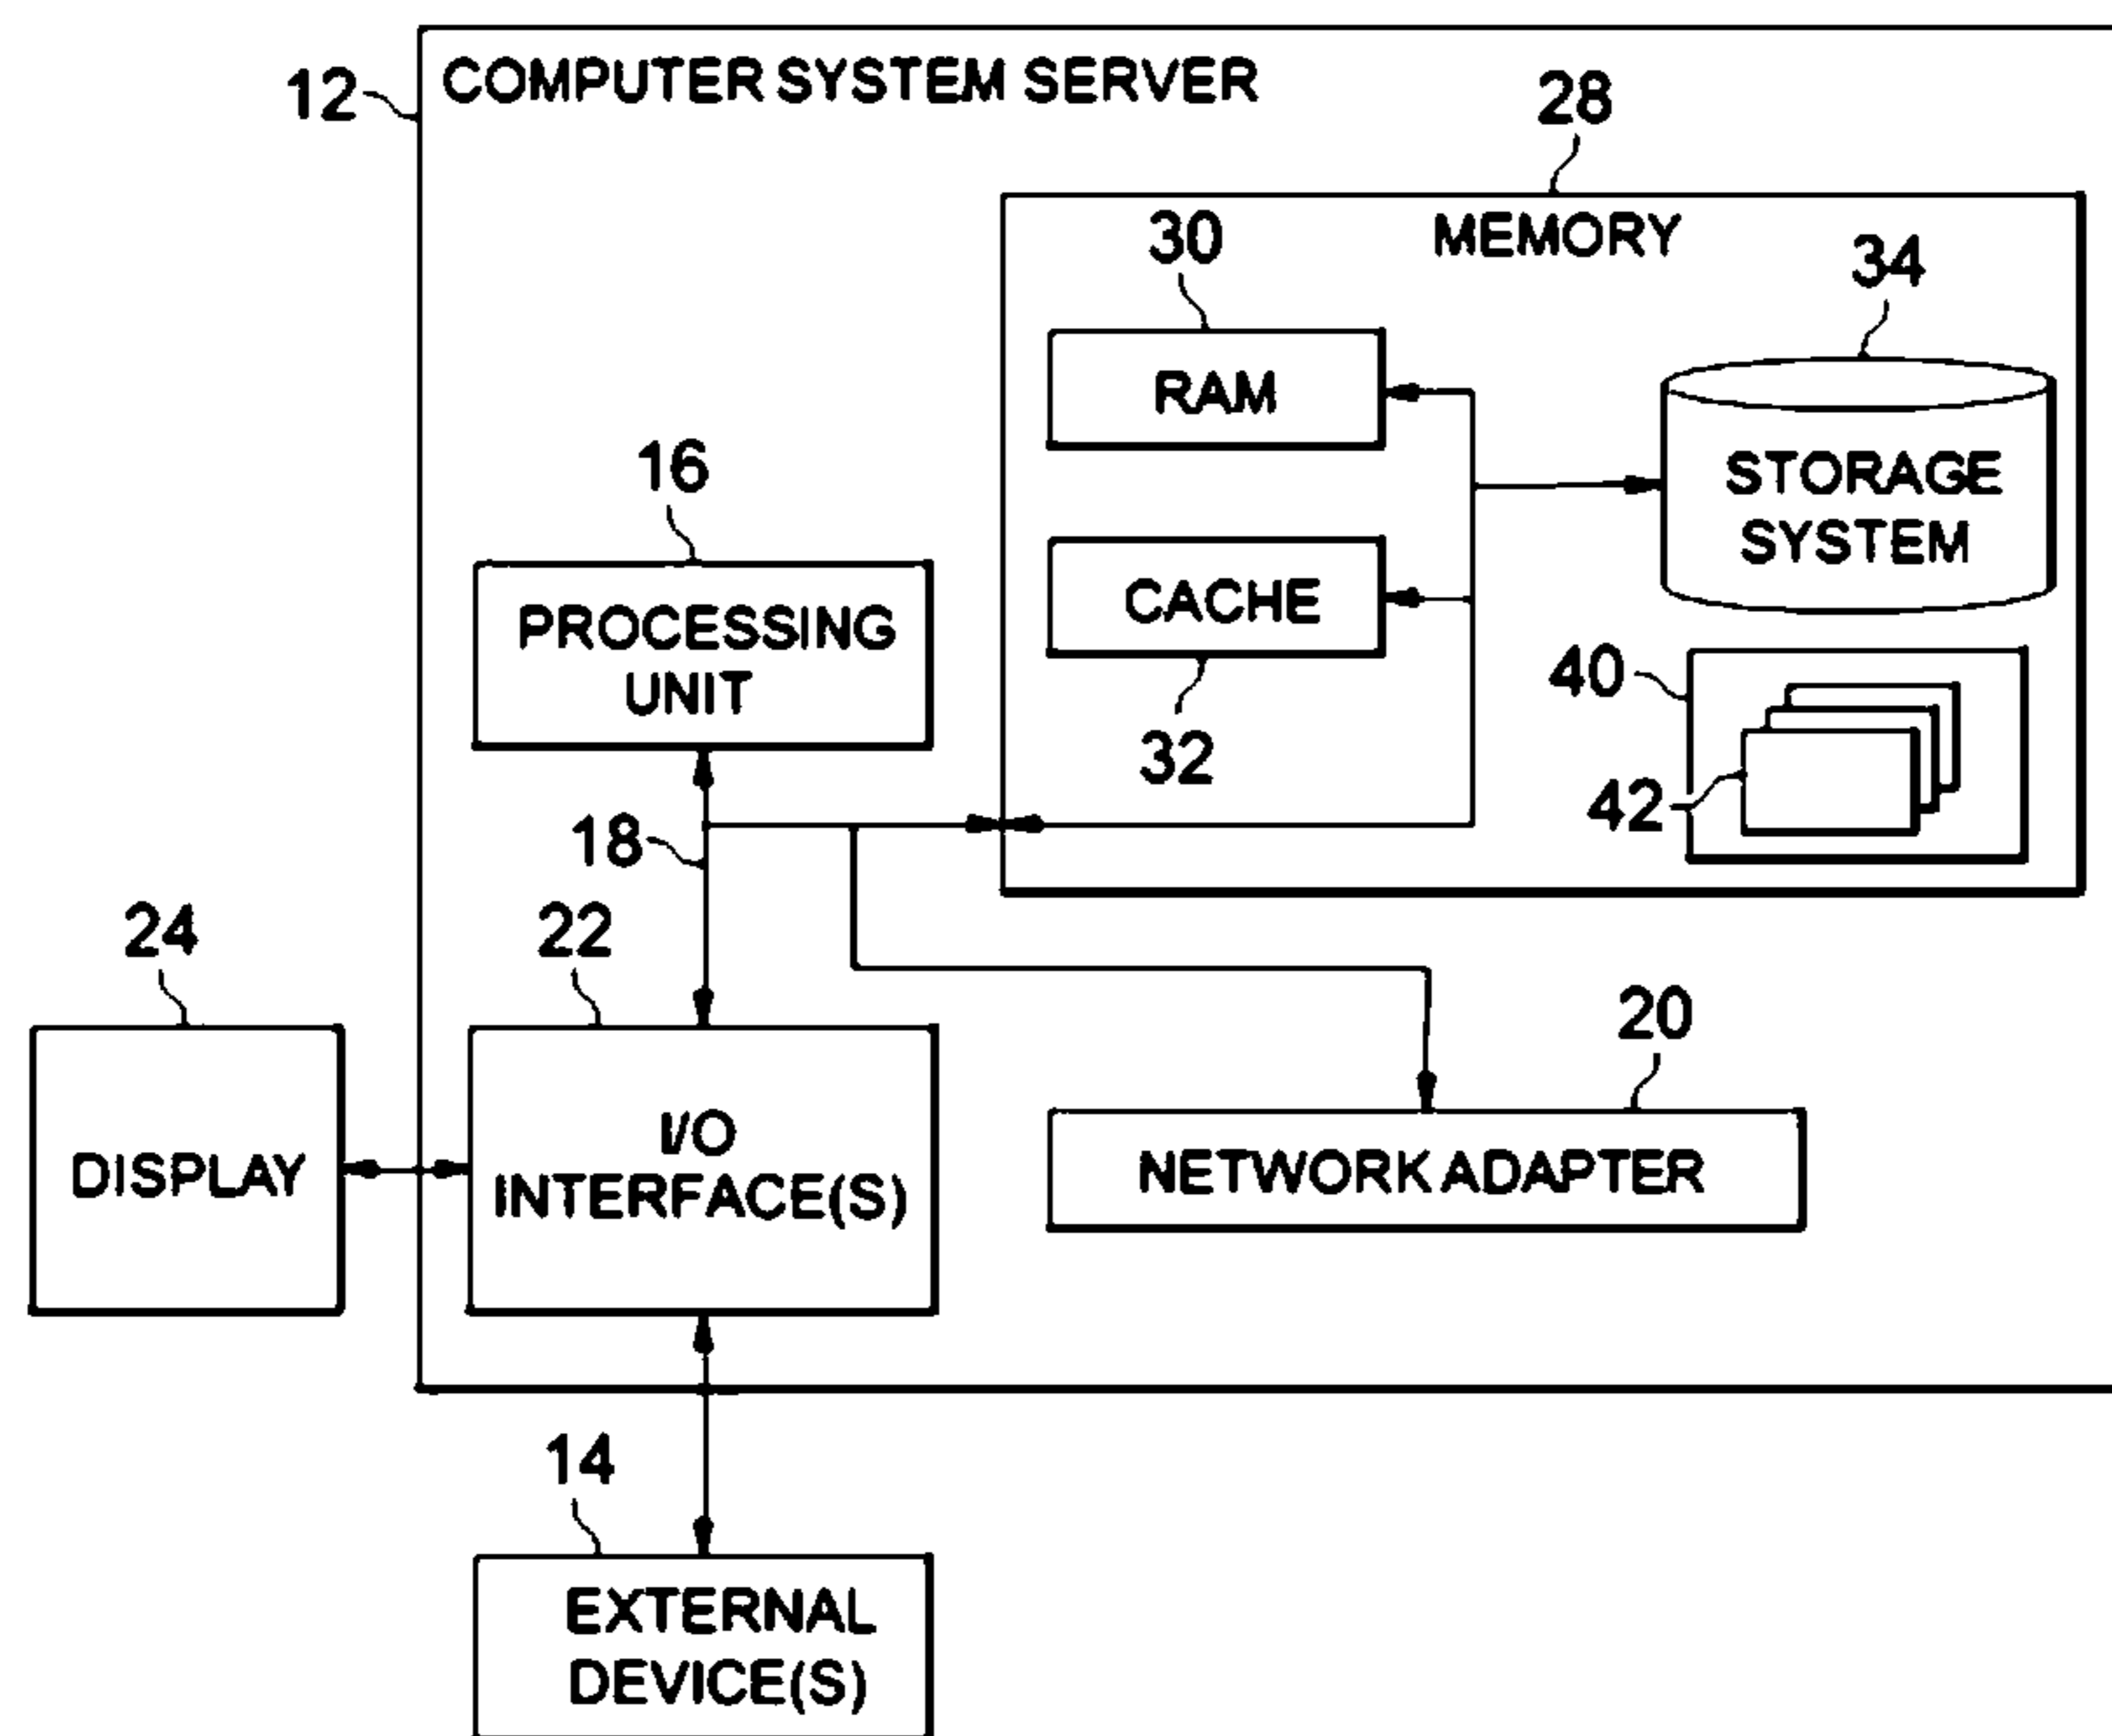 12
COMPUTER SYSTEM SERVER
28
MEMORY
30
34
RAM
STORAGE
SYSTEM
16
PROCESSING
UNIT
CACHE
32
40
42
18
24
22
20
DISPLAY
I/O
INTERFACE(S)
NETWORK ADAPTER
14
EXTERNAL
DEVICE(S)